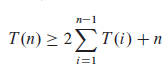 T(n) ≥ 2 ∑_{i=1}^{n−1} T(i) + n